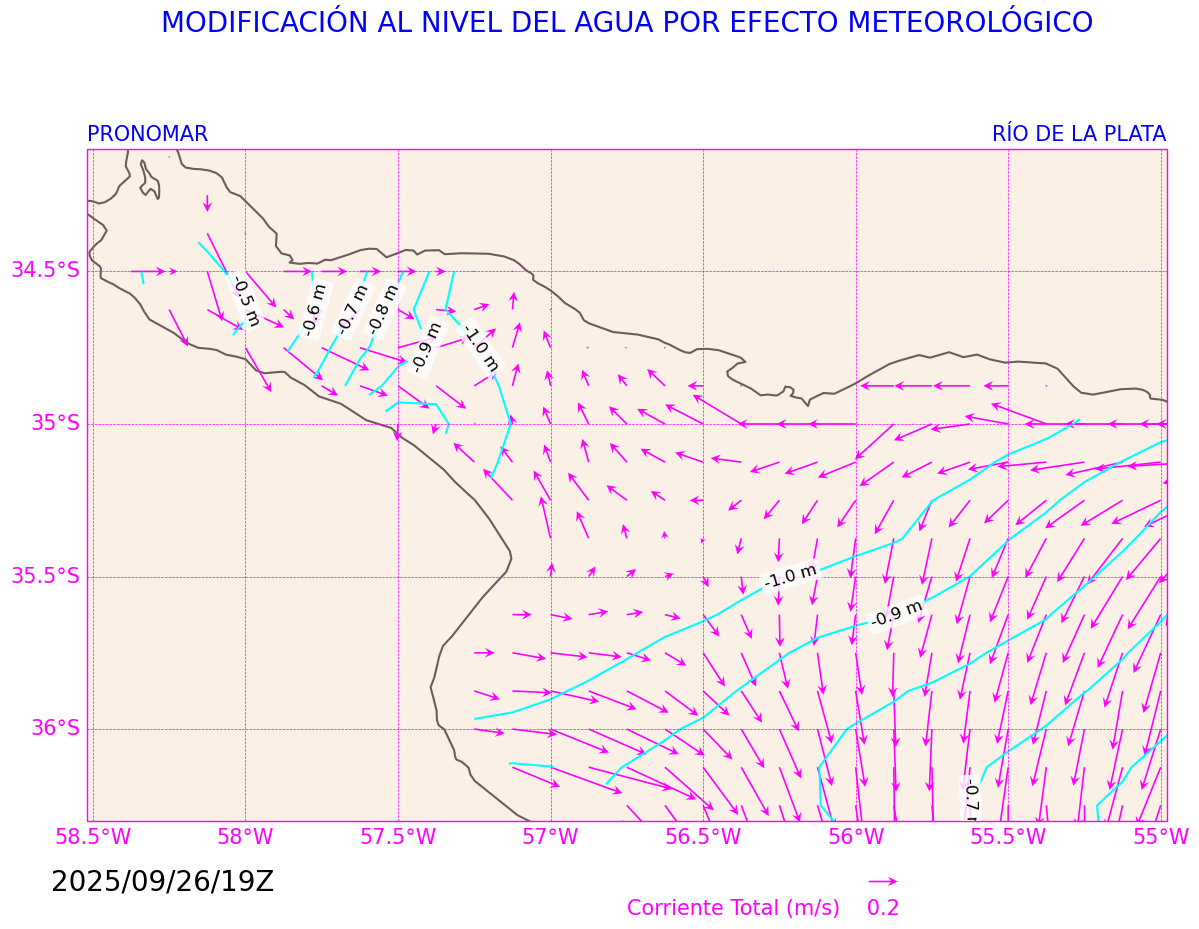 MODIFICACIÓN AL NIVEL DEL AGUA POR EFECTO METEOROLÓGICO
PRONOMAR
RÍO DE LA PLATA
34.5°S
35°S
35.5°S
36°S
-0.5 m
-0.6 m
-0.7 m
-0.8 m
-0.9 m
-1.0 m
-1.0 m
-0.9 m
-0.7 m
58.5°W
58°W
57.5°W
57°W
56.5°W
56°W
55.5°W
55°W
2025/09/26/19Z
Corriente Total (m/s) 0.2